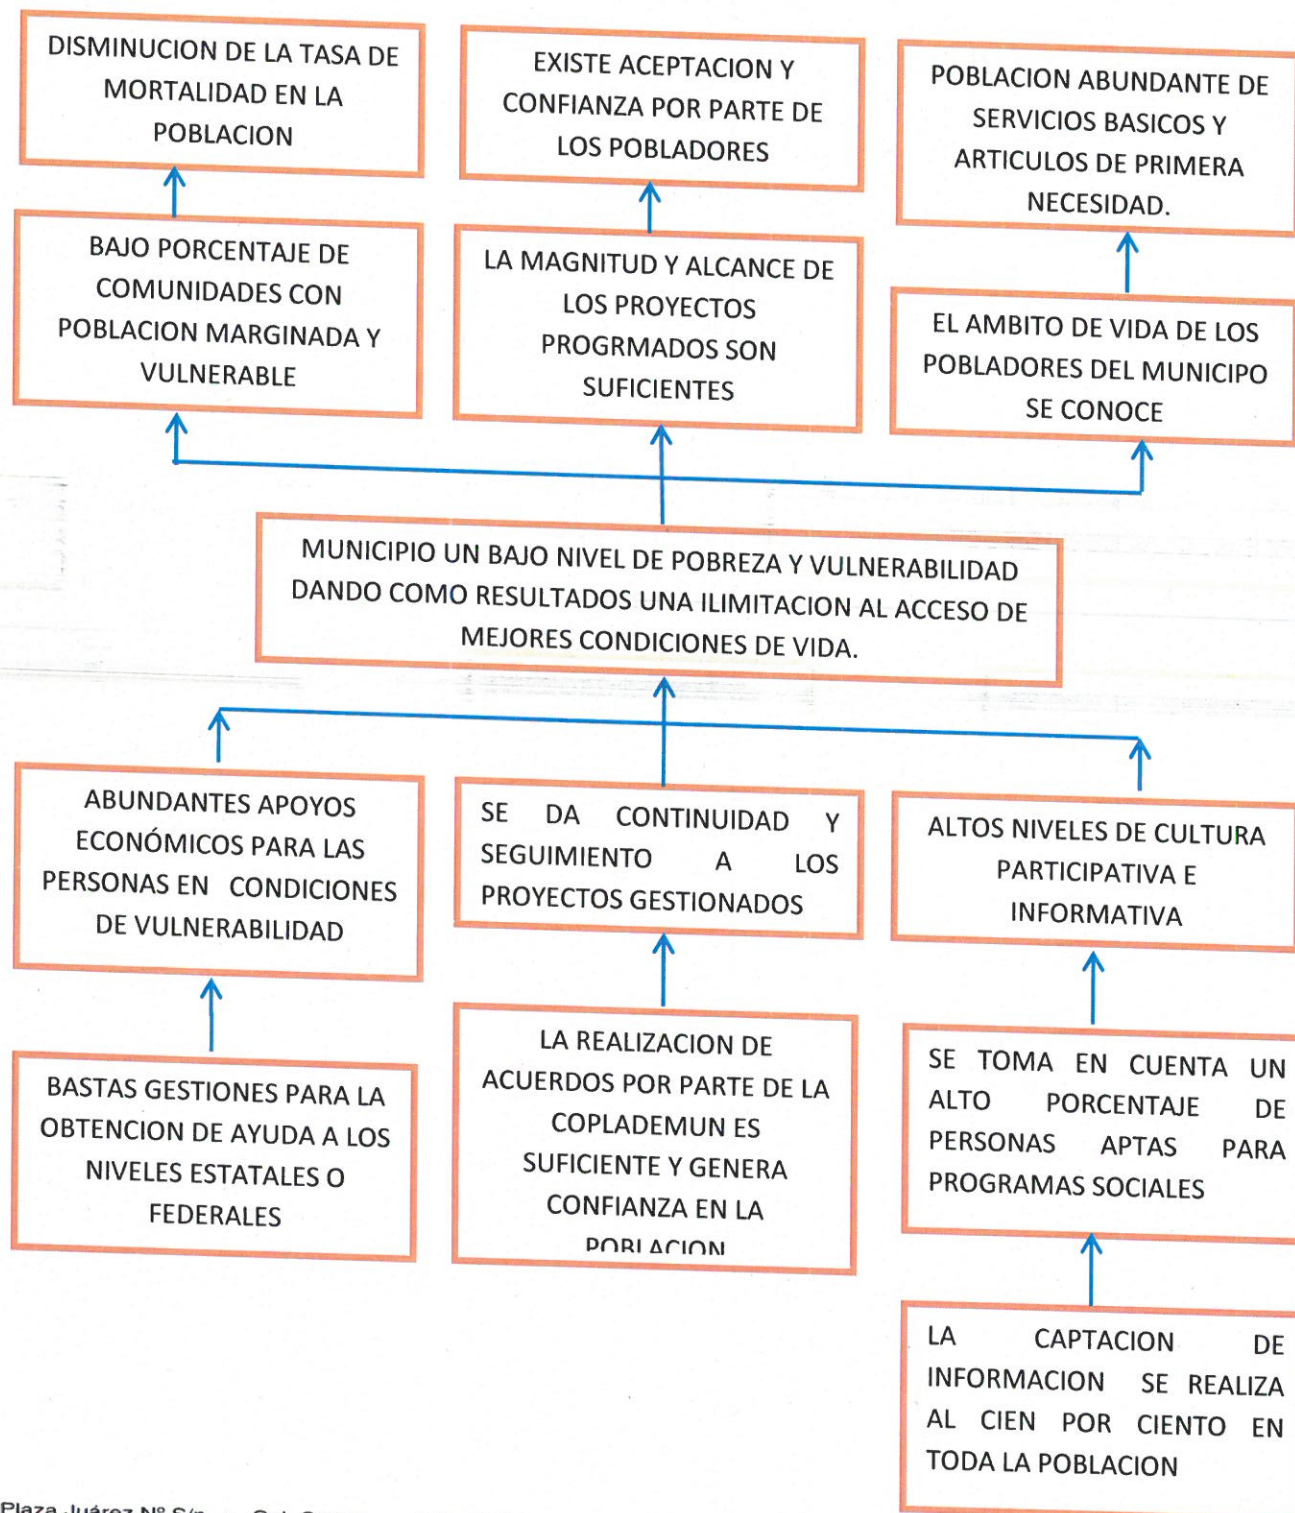 DISMINUCION DE LA TASA DE
MORTALIDAD EN LA
POBLACION
EXISTE ACEPTACION Y
CONFIANZA POR PARTE DE
LOS POBLADORES
POBLACION ABUNDANTE DE
SERVICIOS BASICOS Y
ARTICULOS DE PRIMERA
NECESIDAD.
BAJO PORCENTAJE DE
COMUNIDADES CON
POBLACION MARGINADA Y
VULNERABLE
LA MAGNITUD Y ALCANCE DE
LOS PROYECTOS
PROGRMADOS SON
SUFICIENTES
EL AMBITO DE VIDA DE LOS
POBLADORES DEL MUNICIPO
SE CONOCE
MUNICIPIO UN BAJO NIVEL DE POBREZA Y VULNERABILIDAD
DANDO COMO RESULTADOS UNA ILIMITACION AL ACCESO DE
MEJORES CONDICIONES DE VIDA.
ABUNDANTES APOYOS
ECONÓMICOS PARA LAS
PERSONAS EN CONDICIONES
DE VULNERABILIDAD
SE DA CONTINUIDAD Y
SEGUIMIENTO A LOS
PROYECTOS GESTIONADOS
ALTOS NIVELES DE CULTURA
PARTICIPATIVA E
INFORMATIVA
BASTAS GESTIONES PARA LA
OBTENCION DE AYUDA A LOS
NIVELES ESTATALES O
FEDERALES
LA REALIZACION DE
ACUERDOS POR PARTE DE LA
COPLADEMUN ES
SUFICIENTE Y GENERA
CONFIANZA EN LA
POBLACION
SE TOMA EN CUENTA UN
ALTO PORCENTAJE DE
PERSONAS APTAS PARA
PROGRAMAS SOCIALES
LA CAPTACION DE
INFORMACION SE REALIZA
AL CIEN POR CIENTO EN
TODA LA POBLACION
Plaza Juárez Nº S/n